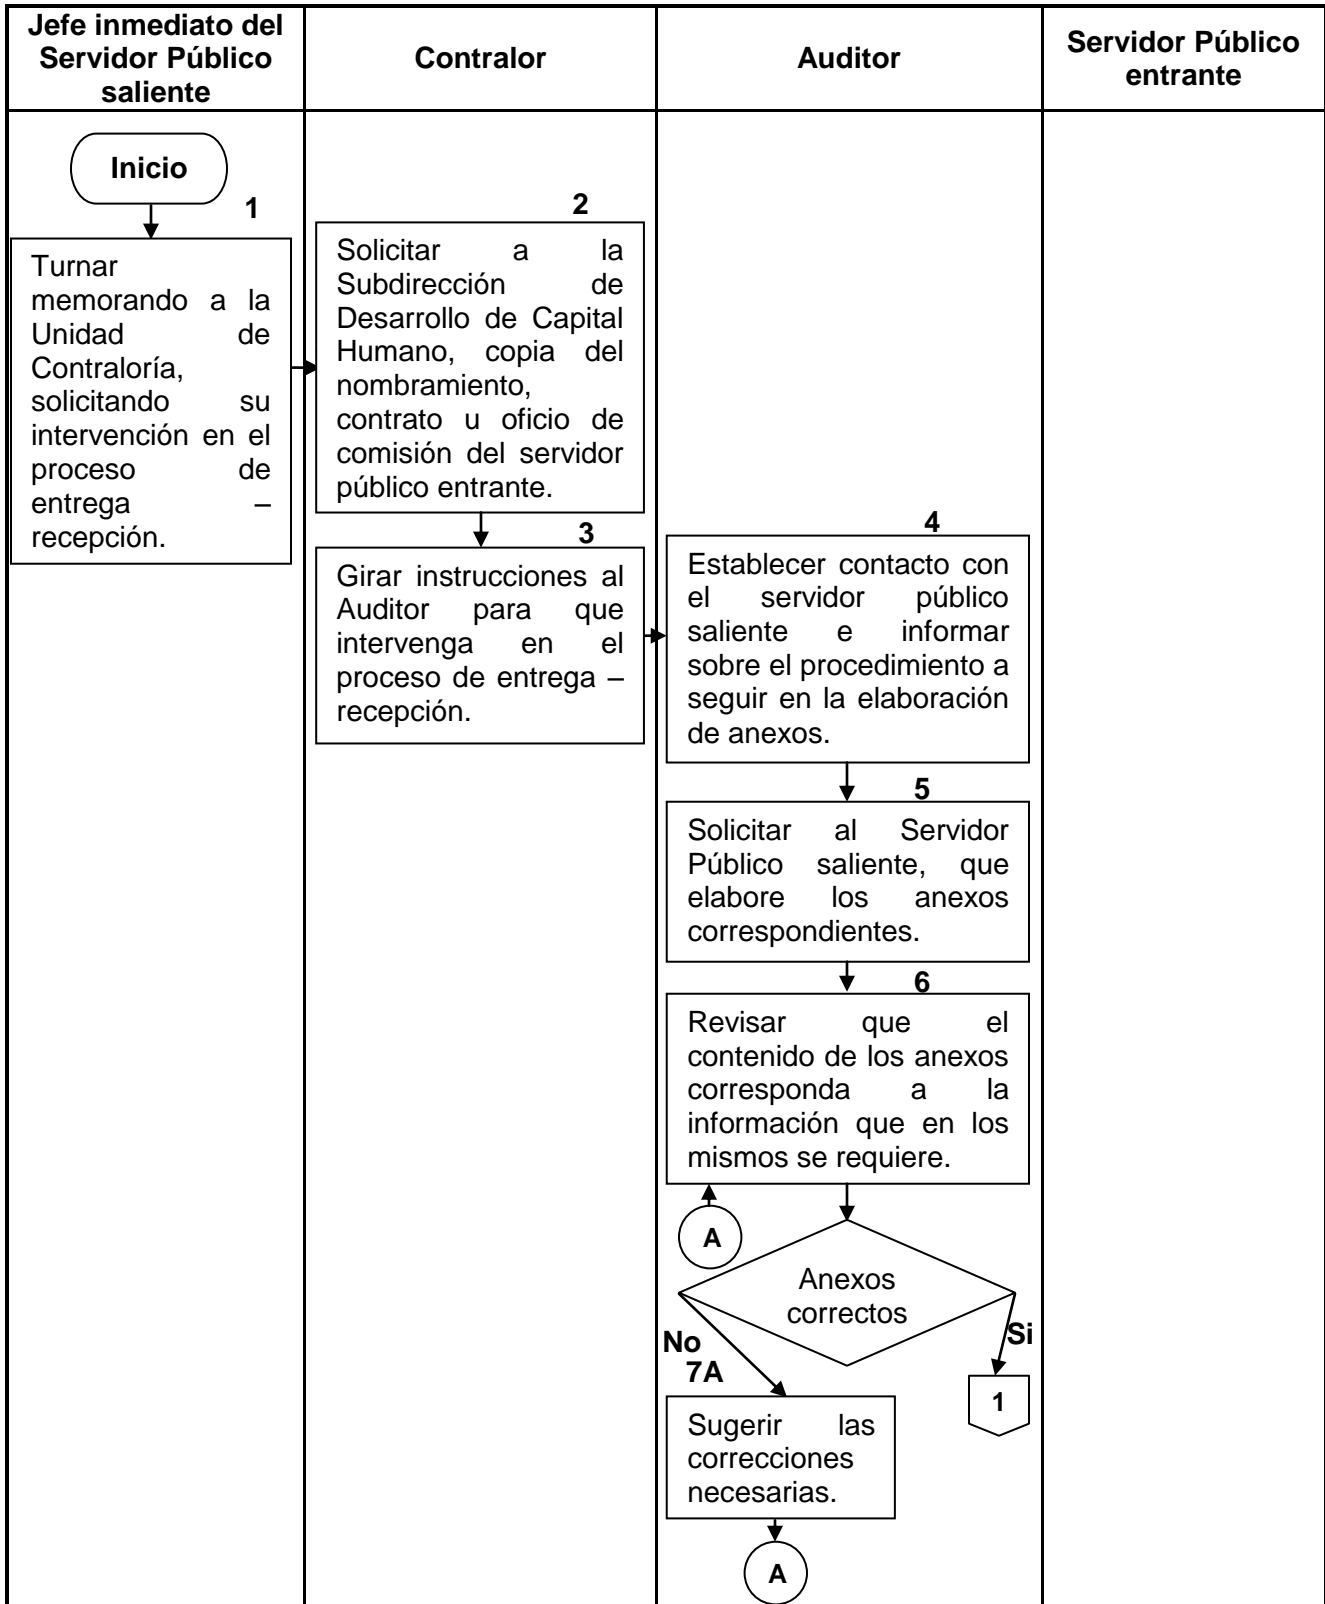 Jefe inmediato del
Servidor Público
saliente
Contralor
Auditor
Servidor Público
entrante
Inicio
1
Turnar
memorando a la
Unidad de
Contraloría,
solicitando su
intervención en el
proceso de
entrega –
recepción.
2
Solicitar a la
Subdirección de
Desarrollo de Capital
Humano, copia del
nombramiento,
contrato u oficio de
comisión del servidor
público entrante.
3
Girar instrucciones al
Auditor para que
intervenga en el
proceso de entrega –
recepción.
4
Establecer contacto con
el servidor público
saliente e informar
sobre el procedimiento a
seguir en la elaboración
de anexos.
5
Solicitar al Servidor
Público saliente, que
elabore los anexos
correspondientes.
6
Revisar que el
contenido de los anexos
corresponda a la
información que en los
mismos se requiere.
A
Anexos
correctos
No
Si
7A
1
Sugerir las
correcciones
necesarias.
A